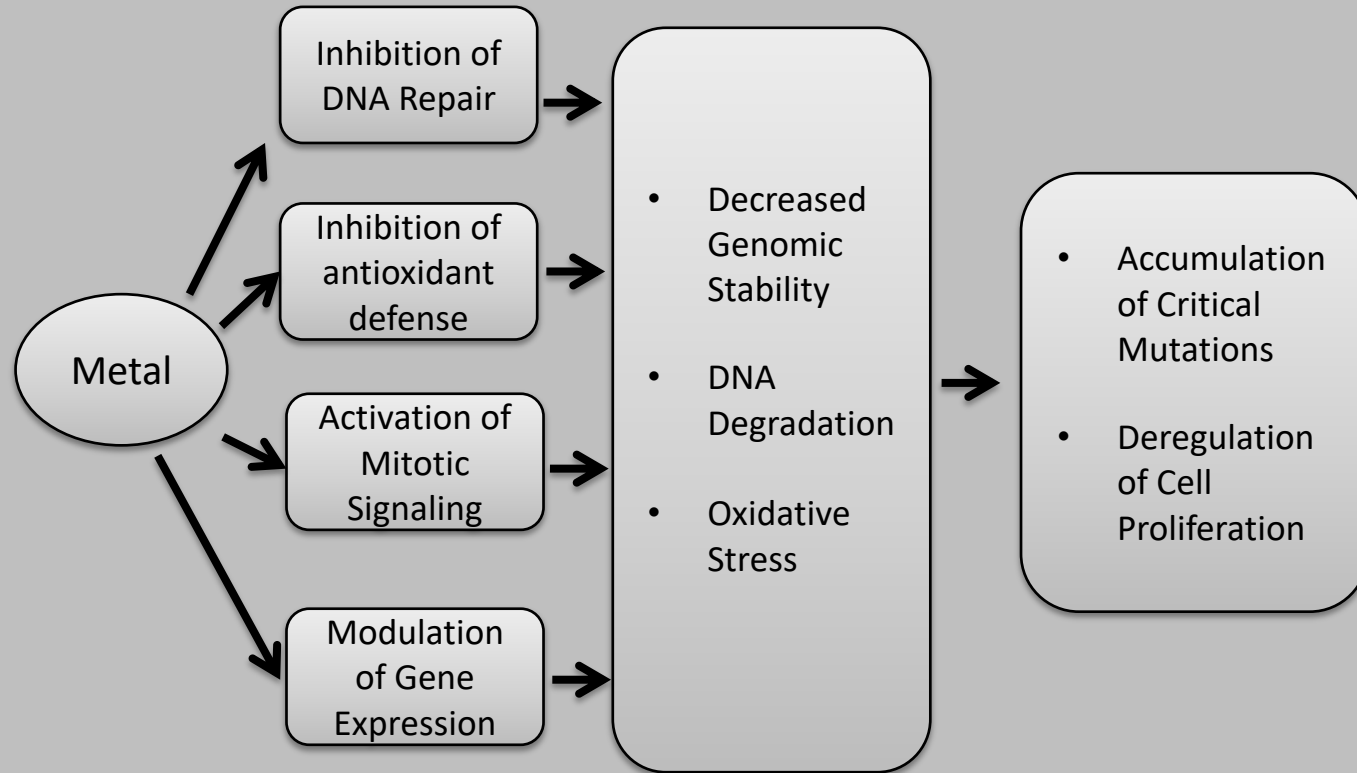 Metal
Inhibition of
DNA Repair
Inhibition of
antioxidant
defense
Activation of
Mitotic
Signaling
Modulation
of Gene
Expression
• Decreased
Genomic
Stability
• DNA
Degradation
• Oxidative
Stress
• Accumulation
of Critical
Mutations
• Deregulation
of Cell
Proliferation